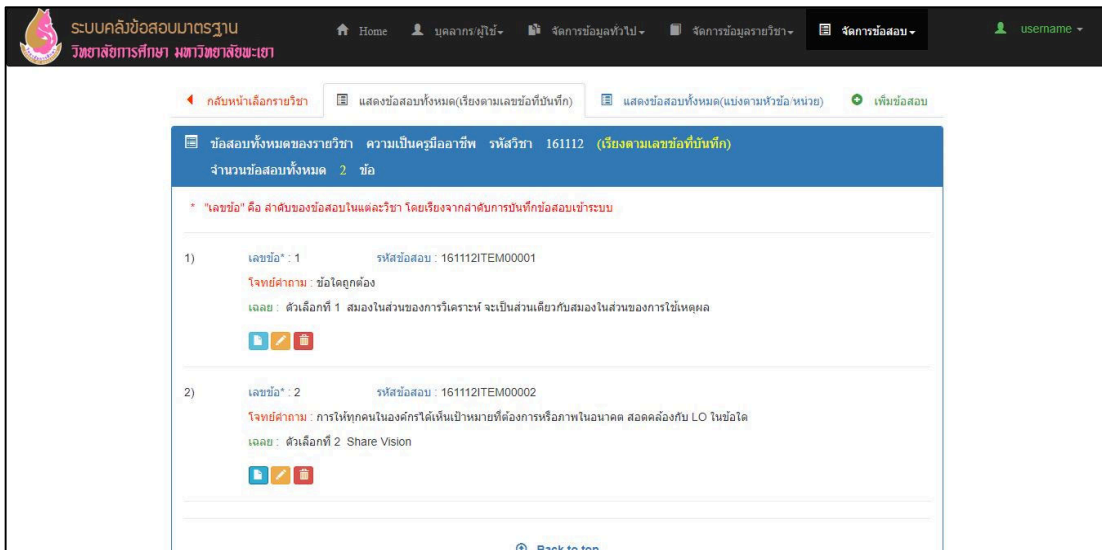 ระบบคลังข้อสอบมาตรฐาน
วิทยาลัยการศึกษา มหาวิทยาลัยพะเยา
Home บุคลากร/ผู้ใช้ จัดการข้อมูลทั่วไป จัดการข้อมูลรายวิชา จัดการข้อสอบ username
กลับหน้าเลือกรายวิชา แสดงข้อสอบทั้งหมด(เรียงตามเลขข้อที่บันทึก) แสดงข้อสอบทั้งหมด(แบ่งตามหัวข้อ/หน่วย) เพิ่มข้อสอบ
ข้อสอบทั้งหมดของรายวิชา ความเป็นครูมืออาชีพ รหัสวิชา 161112 (เรียงตามเลขข้อที่บันทึก)
จำนวนข้อสอบทั้งหมด 2 ข้อ
* "เลขข้อ" คือ ลำดับของข้อสอบในแต่ละวิชา โดยเรียงจากลำดับการบันทึกข้อสอบเข้าระบบ
1) เลขข้อ* : 1 รหัสข้อสอบ : 161112ITEM00001
โจทย์คำถาม : ข้อใดถูกต้อง
เฉลย : ตัวเลือกที่ 1 สมองในส่วนของการวิเคราะห์ จะเป็นส่วนเดียวกับสมองในส่วนของการใช้เหตุผล
2) เลขข้อ* : 2 รหัสข้อสอบ : 161112ITEM00002
โจทย์คำถาม : การให้ทุกคนในองค์กรได้เห็นเป้าหมายที่ต้องการหรือภาพในอนาคต สอดคล้องกับ LO ในข้อใด
เฉลย : ตัวเลือกที่ 2 Share Vision
Back to top